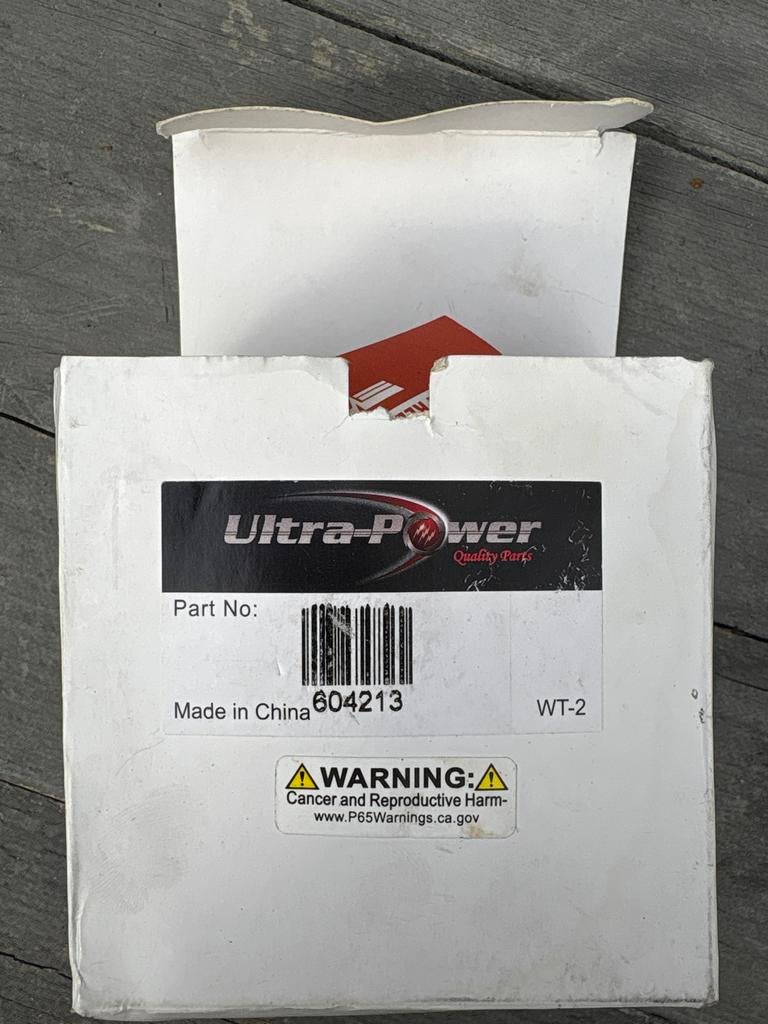 Ultra-Power
Quality Parts
Part No:
604213
Made in China
WT-2
WARNING:
Cancer and Reproductive Harm-
www.P65Warnings.ca.gov